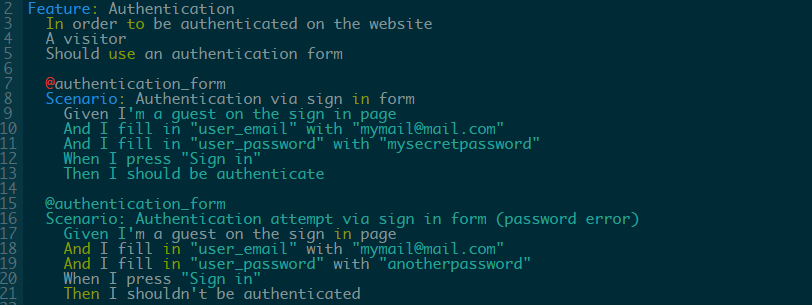 2 Feature: Authentication
3 In order to be authenticated on the website
4 A visitor
5 Should use an authentication form
6
7 @authentication_form
8 Scenario: Authentication via sign in form
9 Given I'm a guest on the sign in page
10 And I fill in "user_email" with "mymail@mail.com"
11 And I fill in "user_password" with "mysecretpassword"
12 When I press "Sign in"
13 Then I should be authenticate
14
15 @authentication_form
16 Scenario: Authentication attempt via sign in form (password error)
17 Given I'm a guest on the sign in page
18 And I fill in "user_email" with "mymail@mail.com"
19 And I fill in "user_password" with "anotherpassword"
20 When I press "Sign in"
21 Then I shouldn't be authenticated